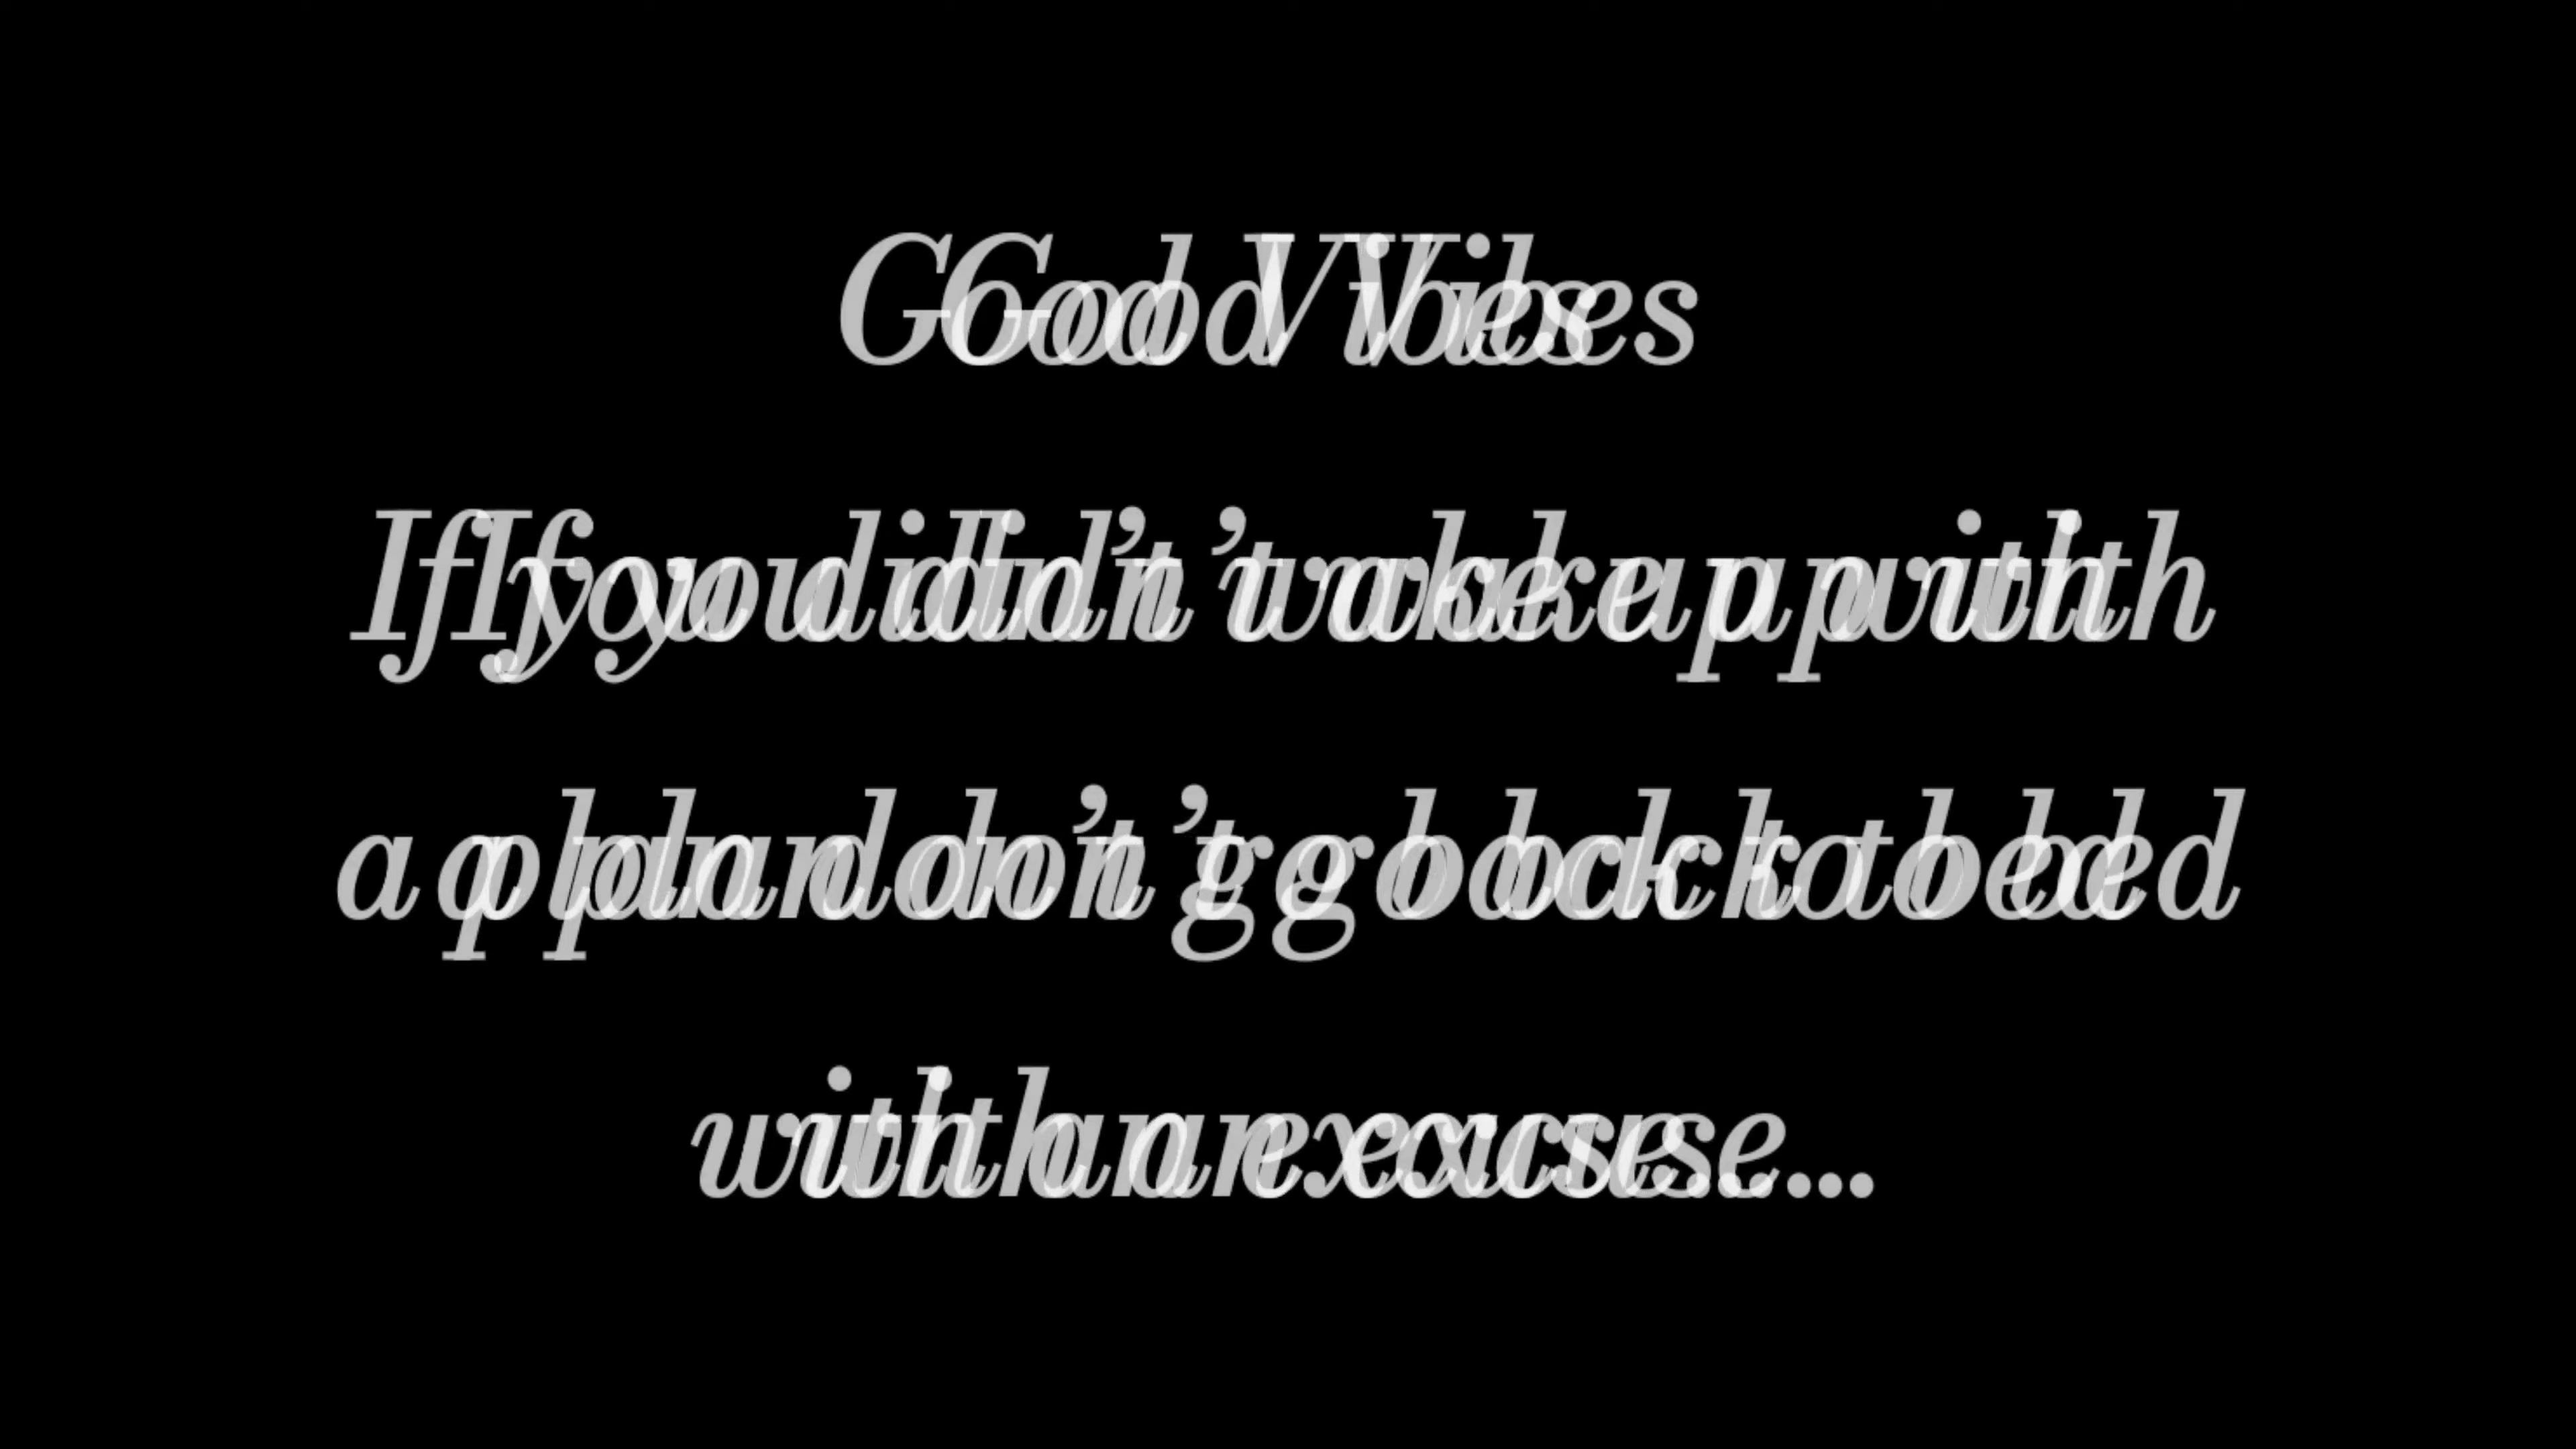 Good Vibes
If you didn’t wake up with
a plan don’t go back to bed
with an excuse...